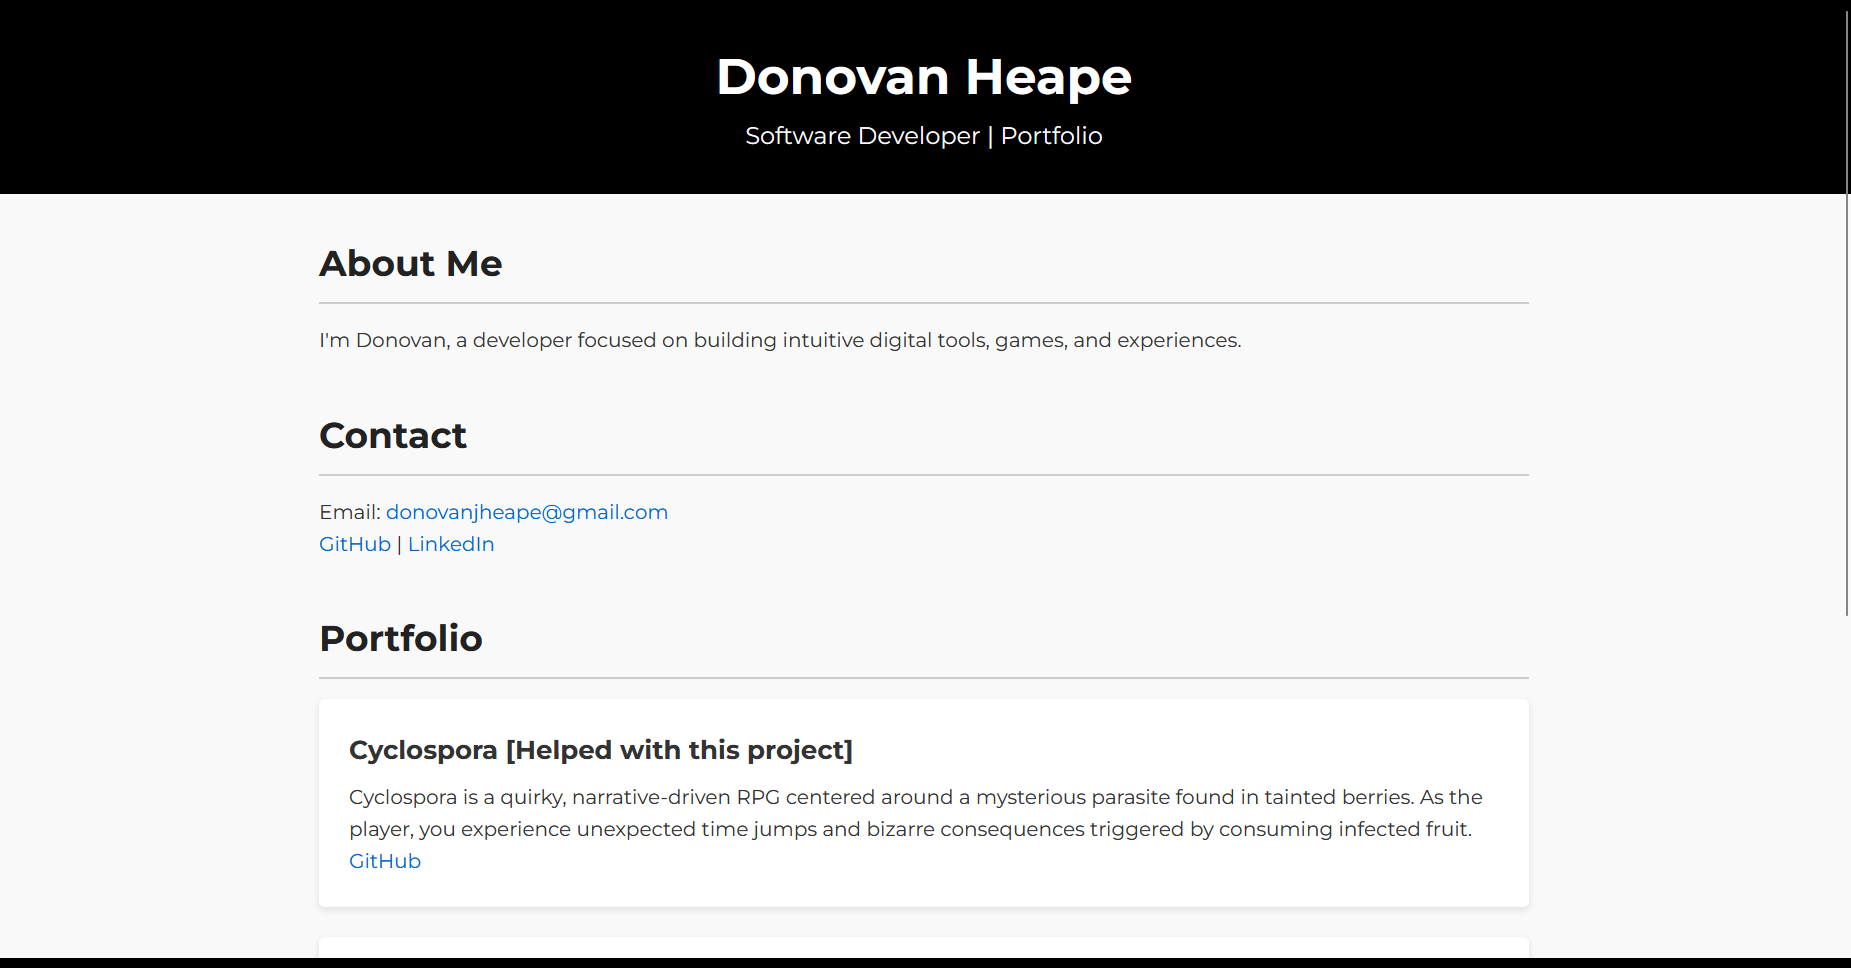 Donovan Heape
Software Developer | Portfolio
About Me
I'm Donovan, a developer focused on building intuitive digital tools, games, and experiences.
Contact
Email: donovanjheape@gmail.com
GitHub | LinkedIn
Portfolio
Cyclospora [Helped with this project]
Cyclospora is a quirky, narrative-driven RPG centered around a mysterious parasite found in tainted berries. As the
player, you experience unexpected time jumps and bizarre consequences triggered by consuming infected fruit.
GitHub